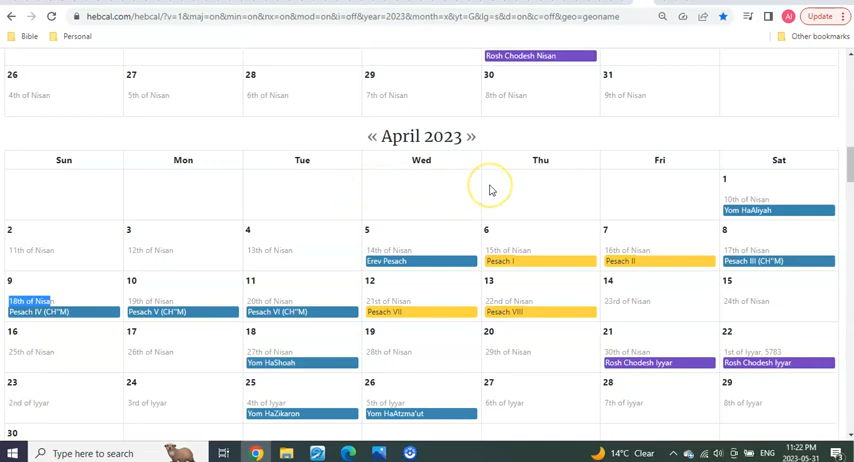 hebcal.com/hebcal/?v=1&maj=on&min=on&nx=on&mod=on&i=off&year=2023&month=x&yt=G&lg=s&d=on&c=off&geo=geoname
AI
Update
Bible Personal Other bookmarks
Rosh Chodesh Nisan
26 27 28 29 30 31
4th of Nisan 5th of Nisan 6th of Nisan 7th of Nisan 8th of Nisan 9th of Nisan
« April 2023 »
Sun Mon Tue Wed Thu Fri Sat
1
10th of Nisan
Yom HaAliyah
2 3 4 5 6 7 8
11th of Nisan 12th of Nisan 13th of Nisan 14th of Nisan 15th of Nisan 16th of Nisan 17th of Nisan
Erev Pesach Pesach I Pesach II Pesach III (CH"M)
9 10 11 12 13 14 15
18th of Nisan 19th of Nisan 20th of Nisan 21st of Nisan 22nd of Nisan 23rd of Nisan 24th of Nisan
Pesach IV (CH"M) Pesach V (CH"M) Pesach VI (CH"M) Pesach VII Pesach VIII
16 17 18 19 20 21 22
25th of Nisan 26th of Nisan 27th of Nisan 28th of Nisan 29th of Nisan 30th of Nisan 1st of Iyyar, 5783
Yom HaShoah Rosh Chodesh Iyyar Rosh Chodesh Iyyar
23 24 25 26 27 28 29
2nd of Iyyar 3rd of Iyyar 4th of Iyyar 5th of Iyyar 6th of Iyyar 7th of Iyyar 8th of Iyyar
Yom HaZikaron Yom HaAtzma'ut
30
Type here to search
14°C Clear
ENG
11:22 PM
2023-05-31
3